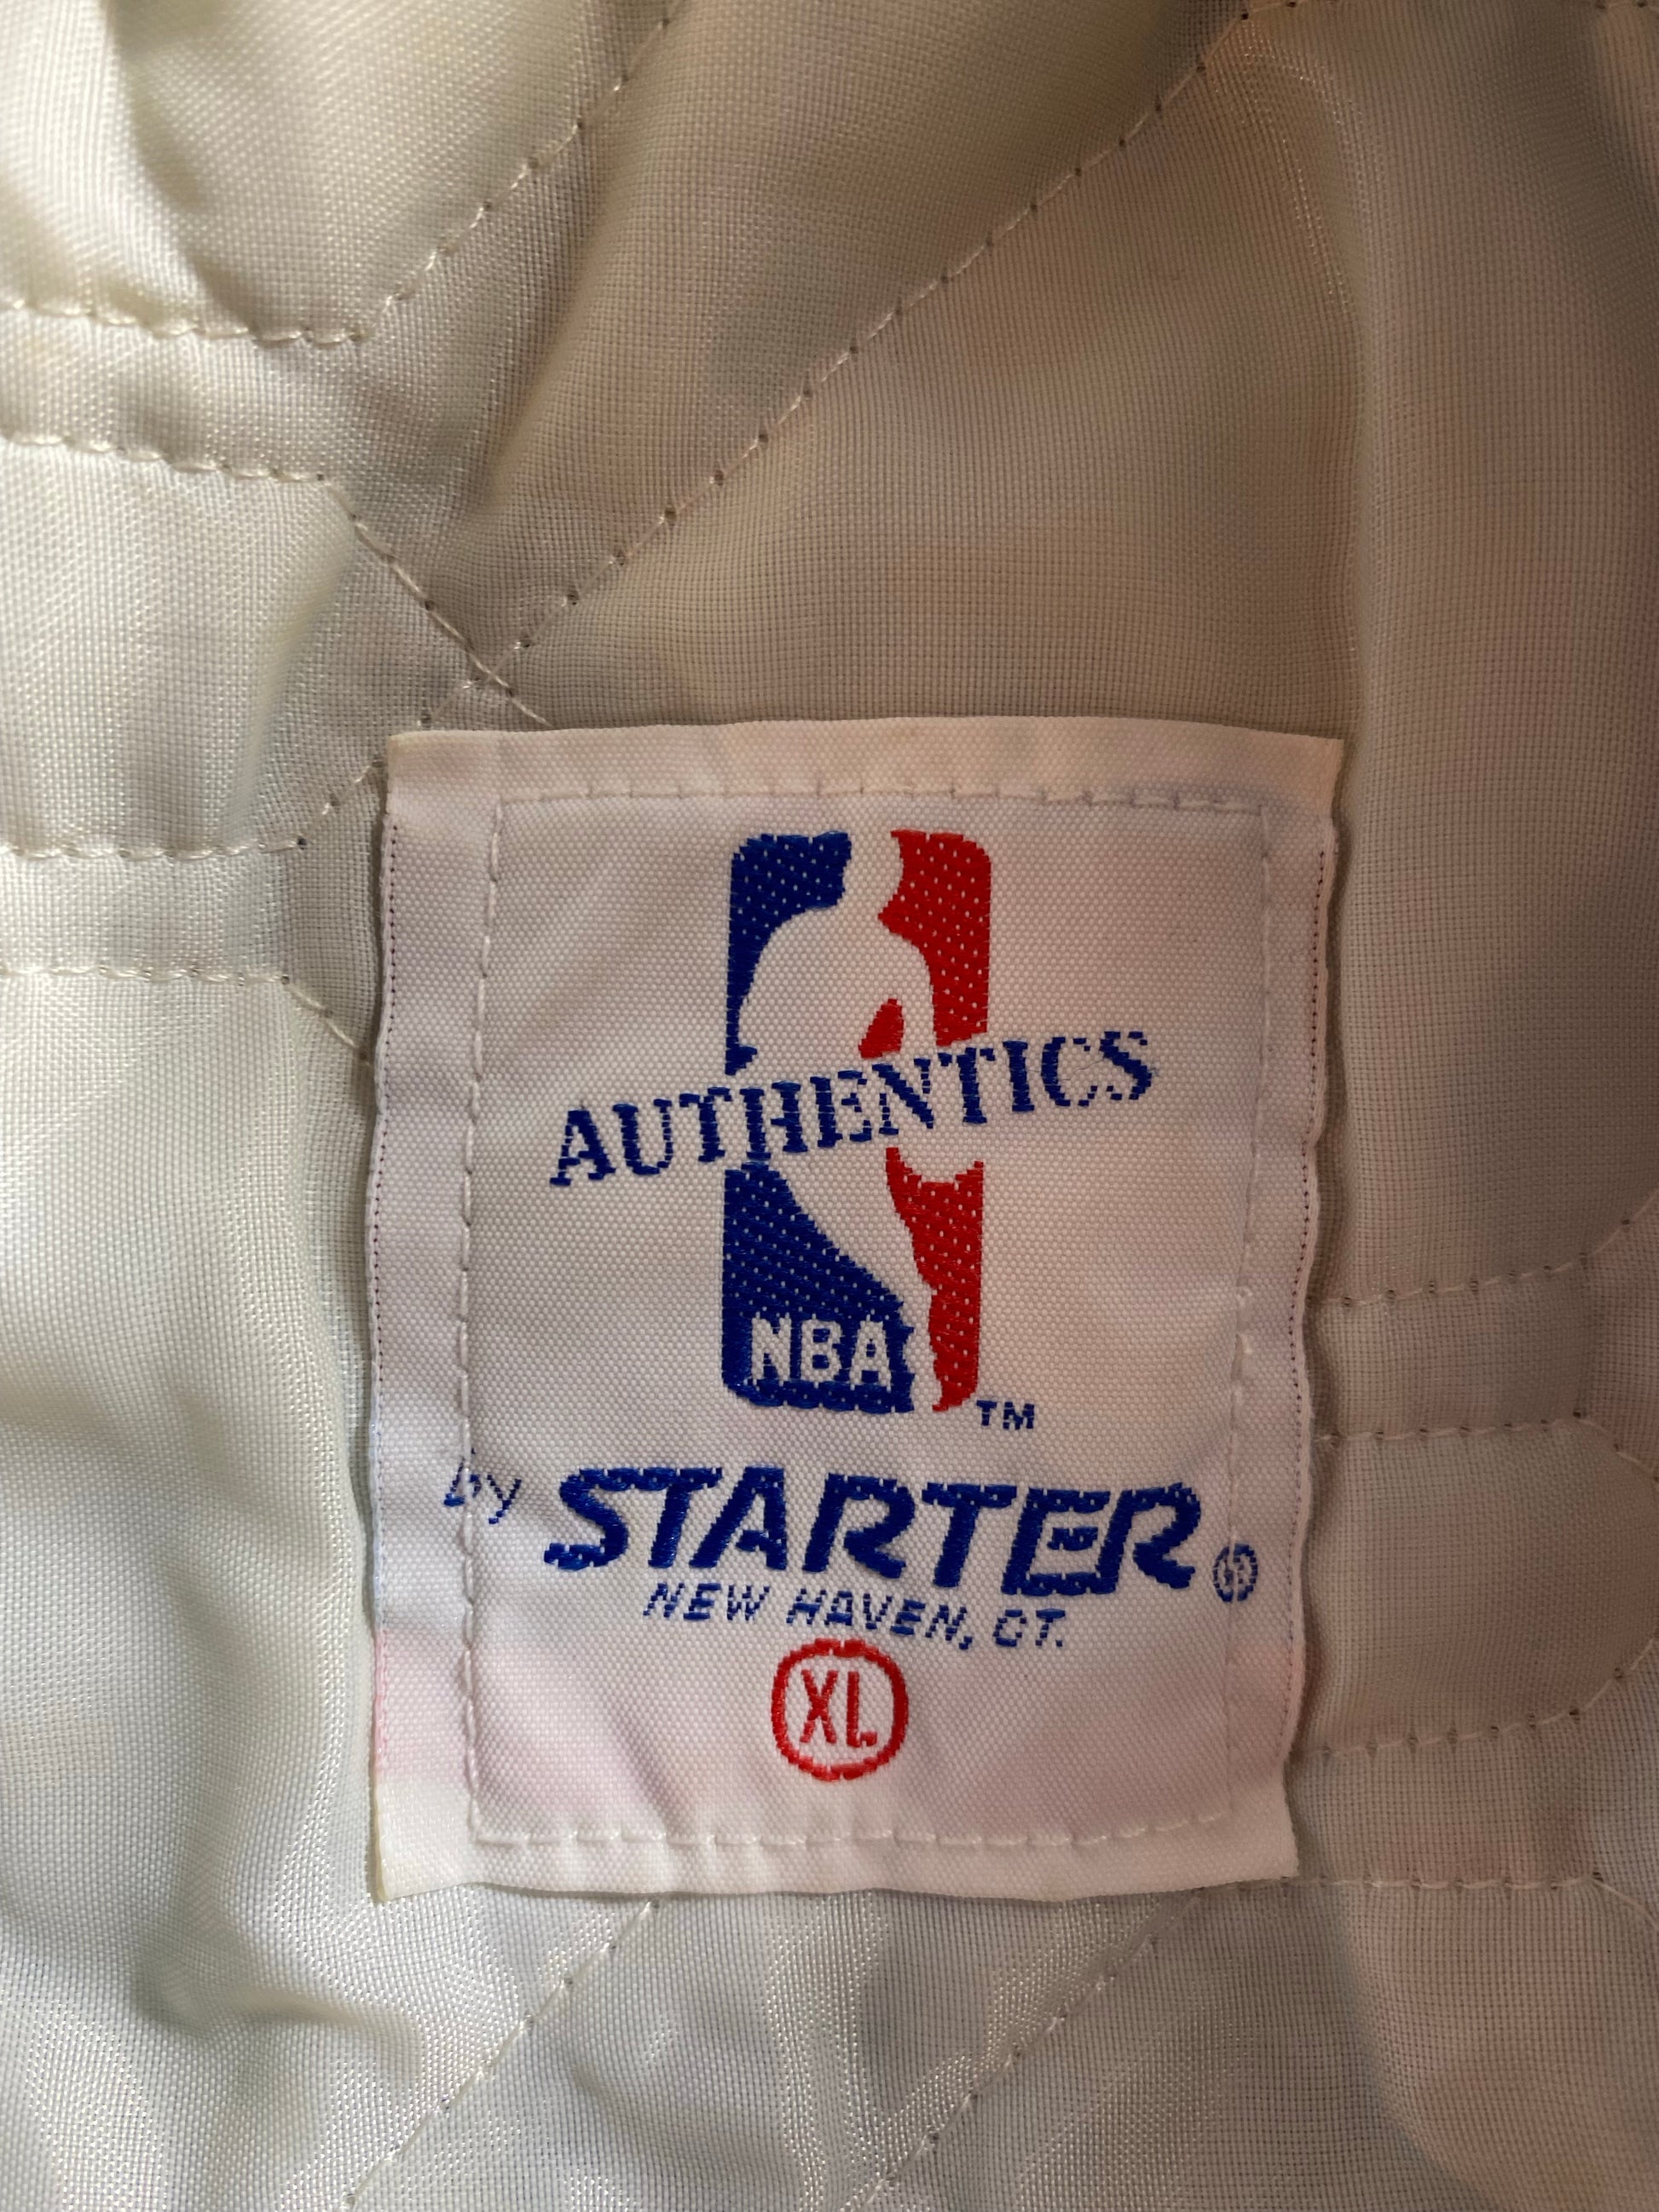 AUTHENTICS
NBA TM
by STARTER ®
NEW HAVEN, CT.
XL